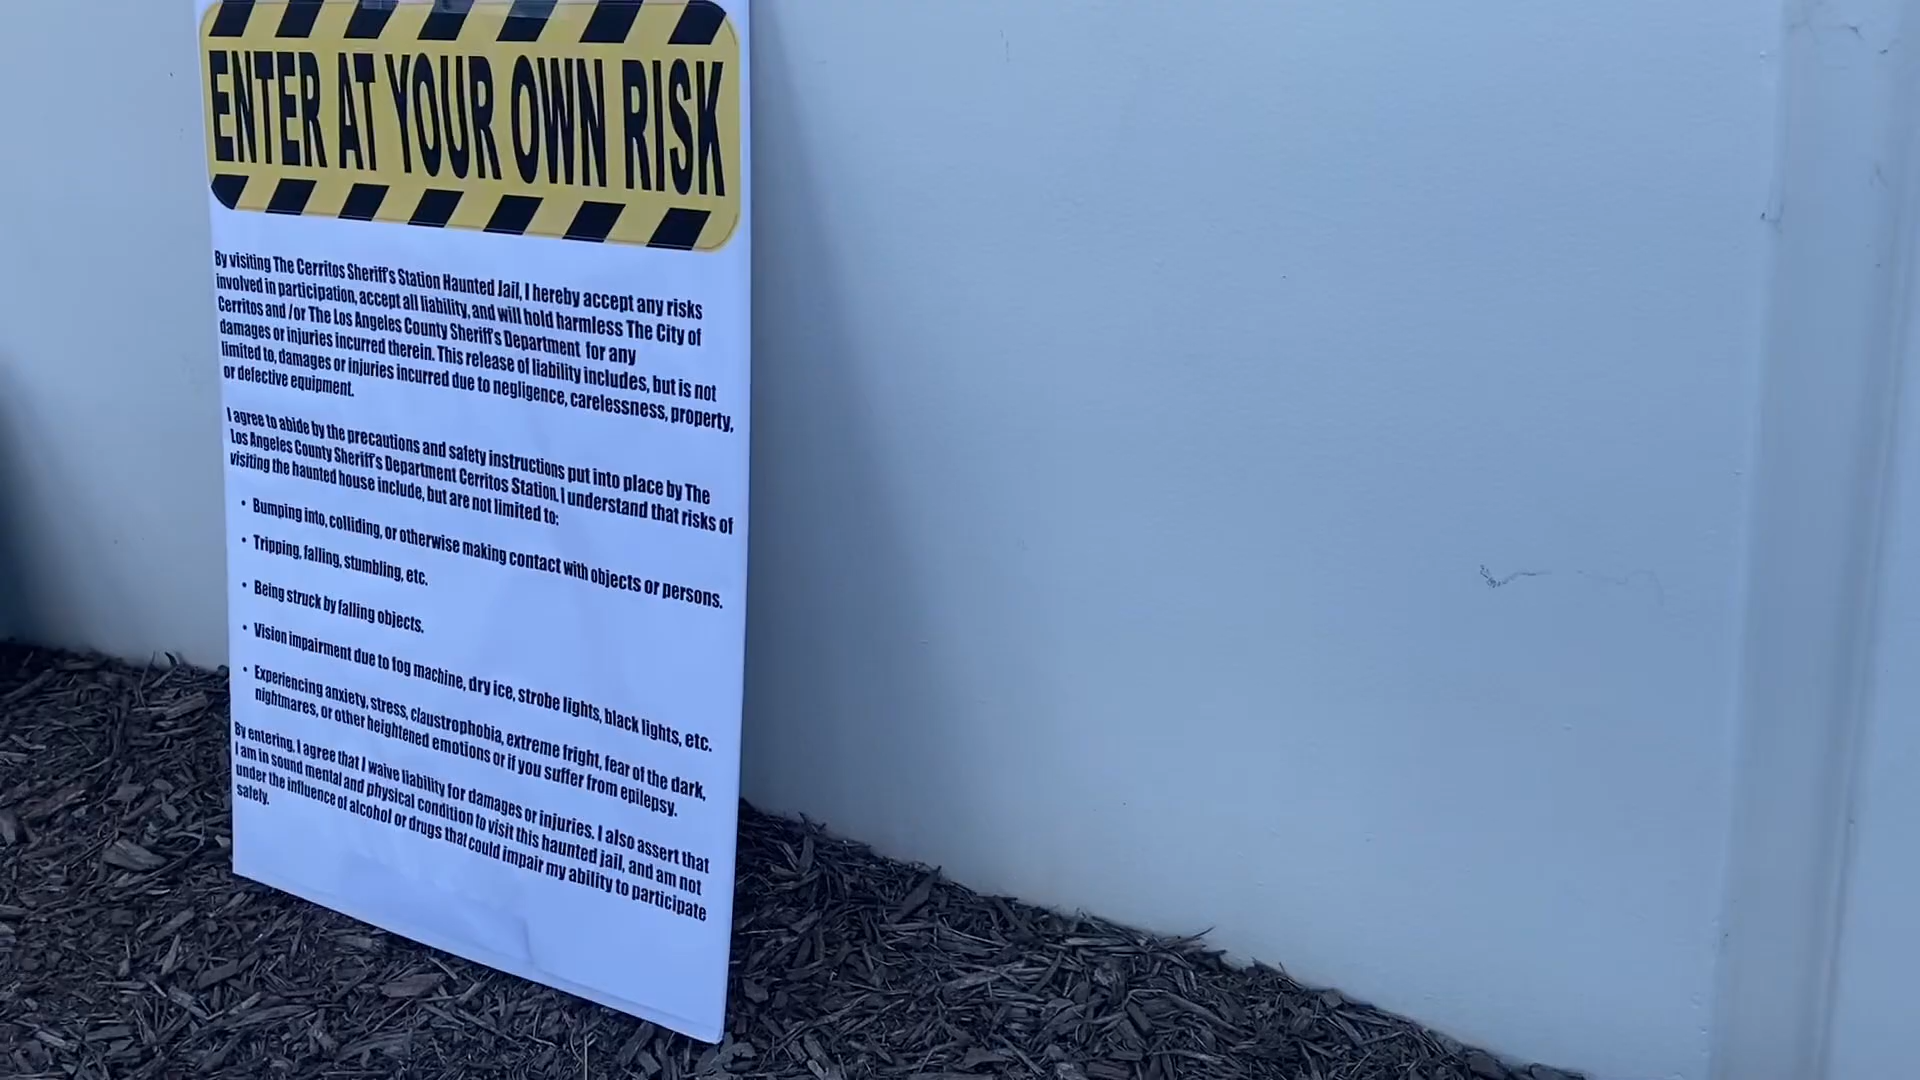 ENTER AT YOUR OWN RISK
By visiting The Cerritos Sheriff's Station Haunted Jail, I hereby accept any risks
involved in participation, accept all liability, and will hold harmless The City of
Cerritos and /or The Los Angeles County Sheriff's Department for any
damages or injuries incurred therein. This release of liability includes, but is not
limited to, damages or injuries incurred due to negligence, carelessness, property,
or defective equipment.
I agree to abide by the precautions and safety instructions put into place by The
Los Angeles County Sheriff's Department Cerritos Station. I understand that risks of
visiting the haunted house include, but are not limited to:
• Bumping into, colliding, or otherwise making contact with objects or persons.
• Tripping, falling, stumbling, etc.
• Being struck by falling objects.
• Vision impairment due to fog machine, dry ice, strobe lights, black lights, etc.
• Experiencing anxiety, stress, claustrophobia, extreme fright, fear of the dark,
nightmares, or other heightened emotions or if you suffer from epilepsy.
By entering, I agree that I waive liability for damages or injuries. I also assert that
I am in sound mental and physical condition to visit this haunted jail, and am not
under the influence of alcohol or drugs that could impair my ability to participate
safely.